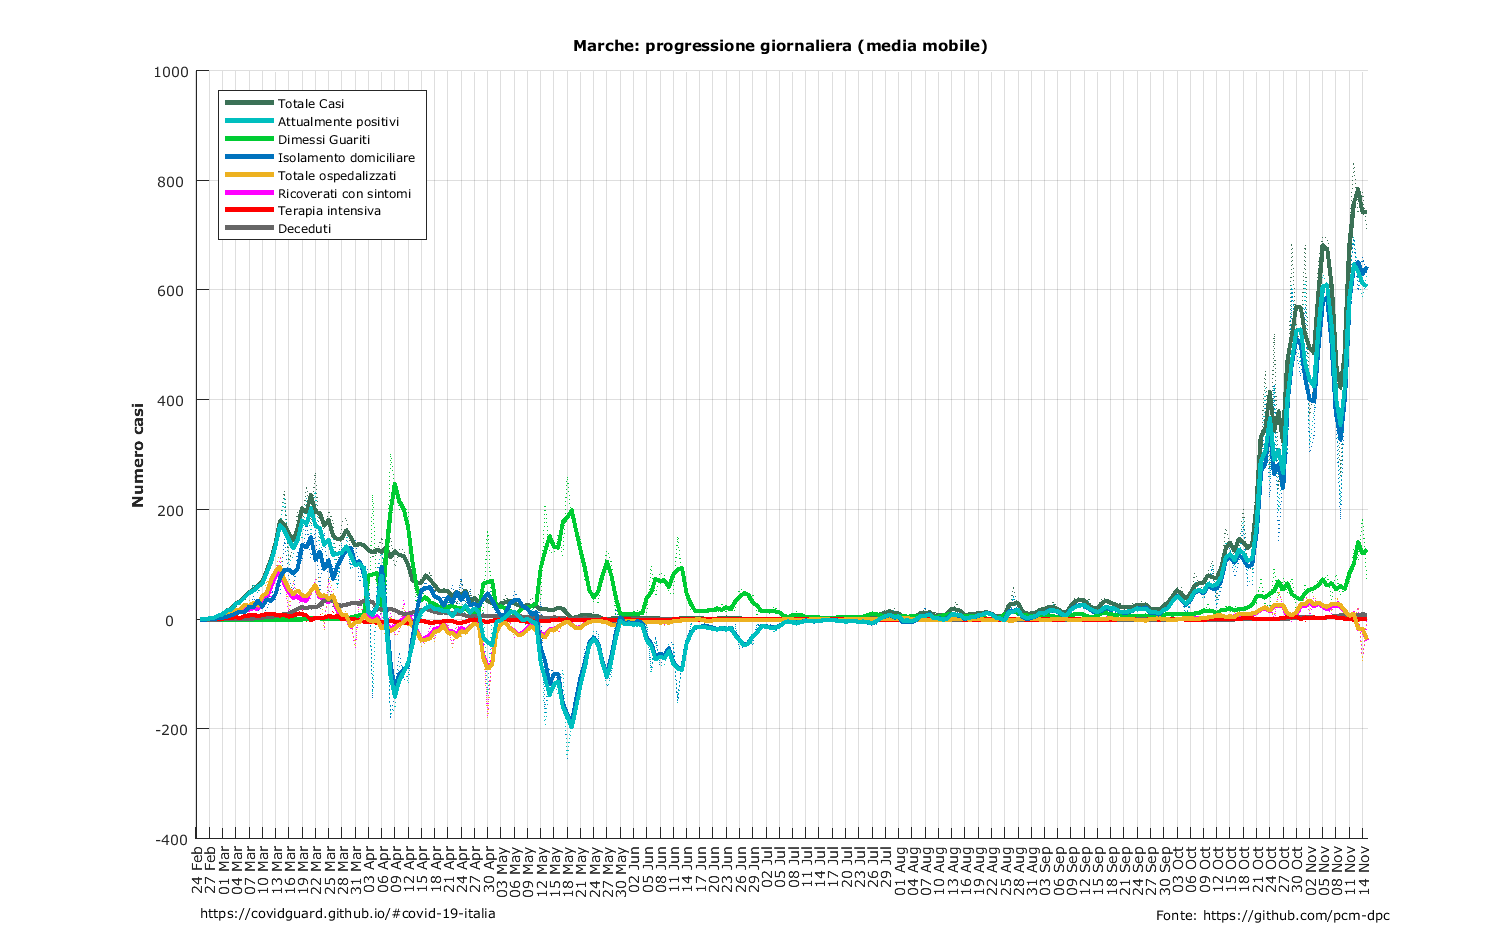 Marche: progressione giornaliera (media mobile)
1000
800
600
400
200
0
-200
-400
Numero casi
Totale Casi
Attualmente positivi
Dimessi Guariti
Isolamento domiciliare
Totale ospedalizzati
Ricoverati con sintomi
Terapia intensiva
Deceduti
24 Feb
27 Feb
01 Mar
04 Mar
07 Mar
10 Mar
13 Mar
16 Mar
19 Mar
22 Mar
25 Mar
28 Mar
31 Mar
03 Apr
06 Apr
09 Apr
12 Apr
15 Apr
18 Apr
21 Apr
24 Apr
27 Apr
30 Apr
03 May
06 May
09 May
12 May
15 May
18 May
21 May
24 May
27 May
30 May
02 Jun
05 Jun
08 Jun
11 Jun
14 Jun
17 Jun
20 Jun
23 Jun
26 Jun
29 Jun
02 Jul
05 Jul
08 Jul
11 Jul
14 Jul
17 Jul
20 Jul
23 Jul
26 Jul
29 Jul
01 Aug
04 Aug
07 Aug
10 Aug
13 Aug
16 Aug
19 Aug
22 Aug
25 Aug
28 Aug
31 Aug
03 Sep
06 Sep
09 Sep
12 Sep
15 Sep
18 Sep
21 Sep
24 Sep
27 Sep
30 Sep
03 Oct
06 Oct
09 Oct
12 Oct
15 Oct
18 Oct
21 Oct
24 Oct
27 Oct
30 Oct
02 Nov
05 Nov
08 Nov
11 Nov
14 Nov
https://covidguard.github.io/#covid-19-italia
Fonte: https://github.com/pcm-dpc